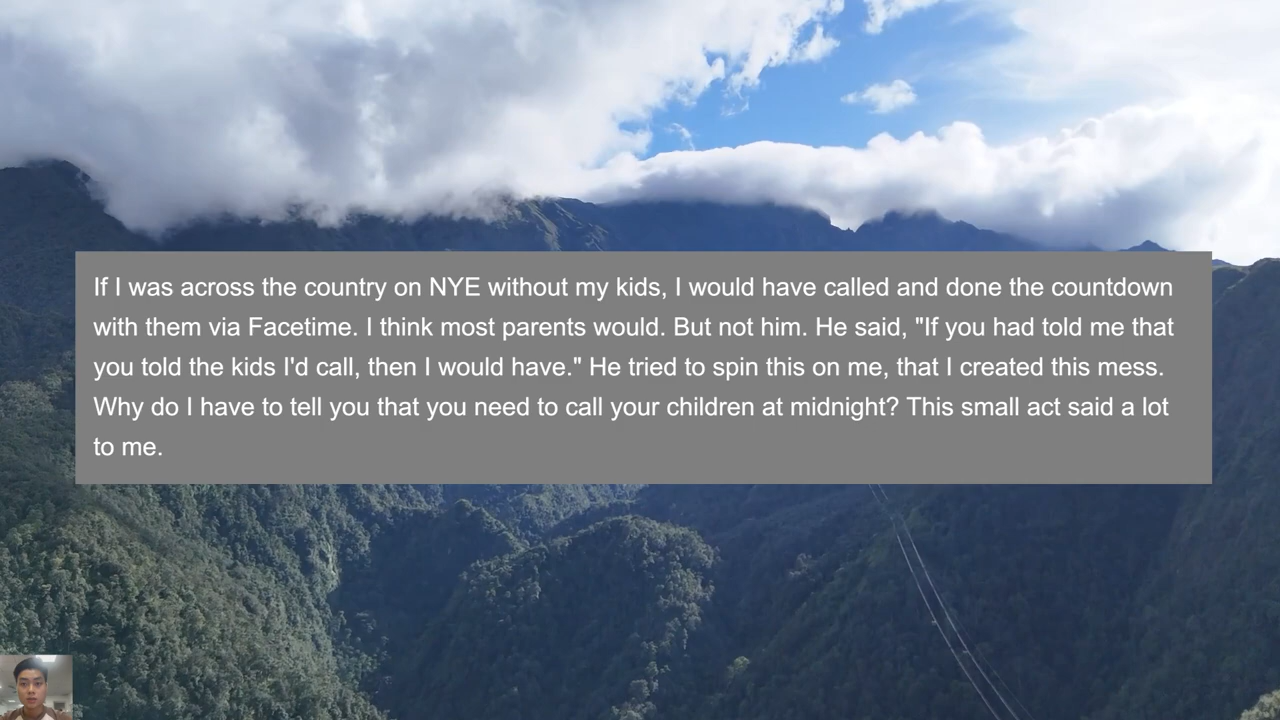 If I was across the country on NYE without my kids, I would have called and done the countdown
with them via Facetime. I think most parents would. But not him. He said, "If you had told me that
you told the kids I'd call, then I would have." He tried to spin this on me, that I created this mess.
Why do I have to tell you that you need to call your children at midnight? This small act said a lot
to me.